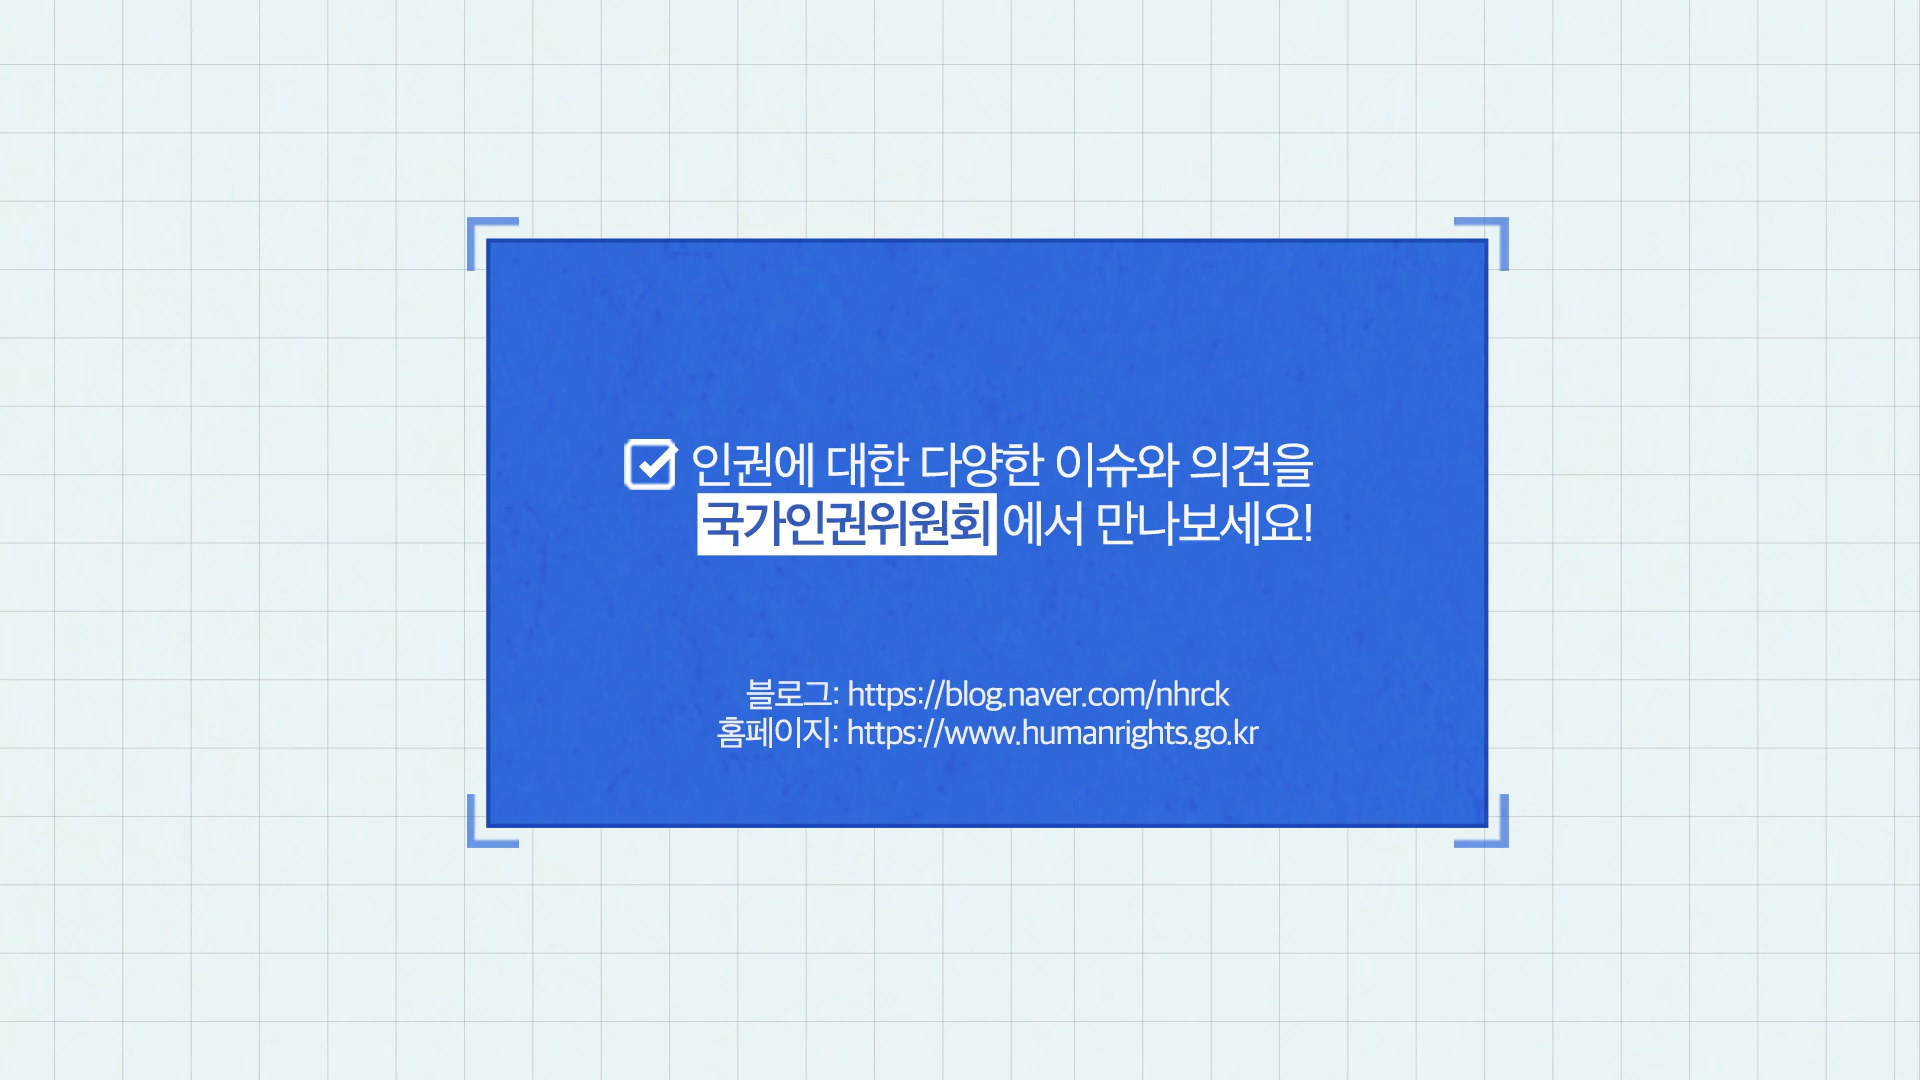 인권에 대한 다양한 이슈와 의견을
국가인권위원회에서 만나보세요!
블로그: https://blog.naver.com/nhrck
홈페이지: https://www.humanrights.go.kr